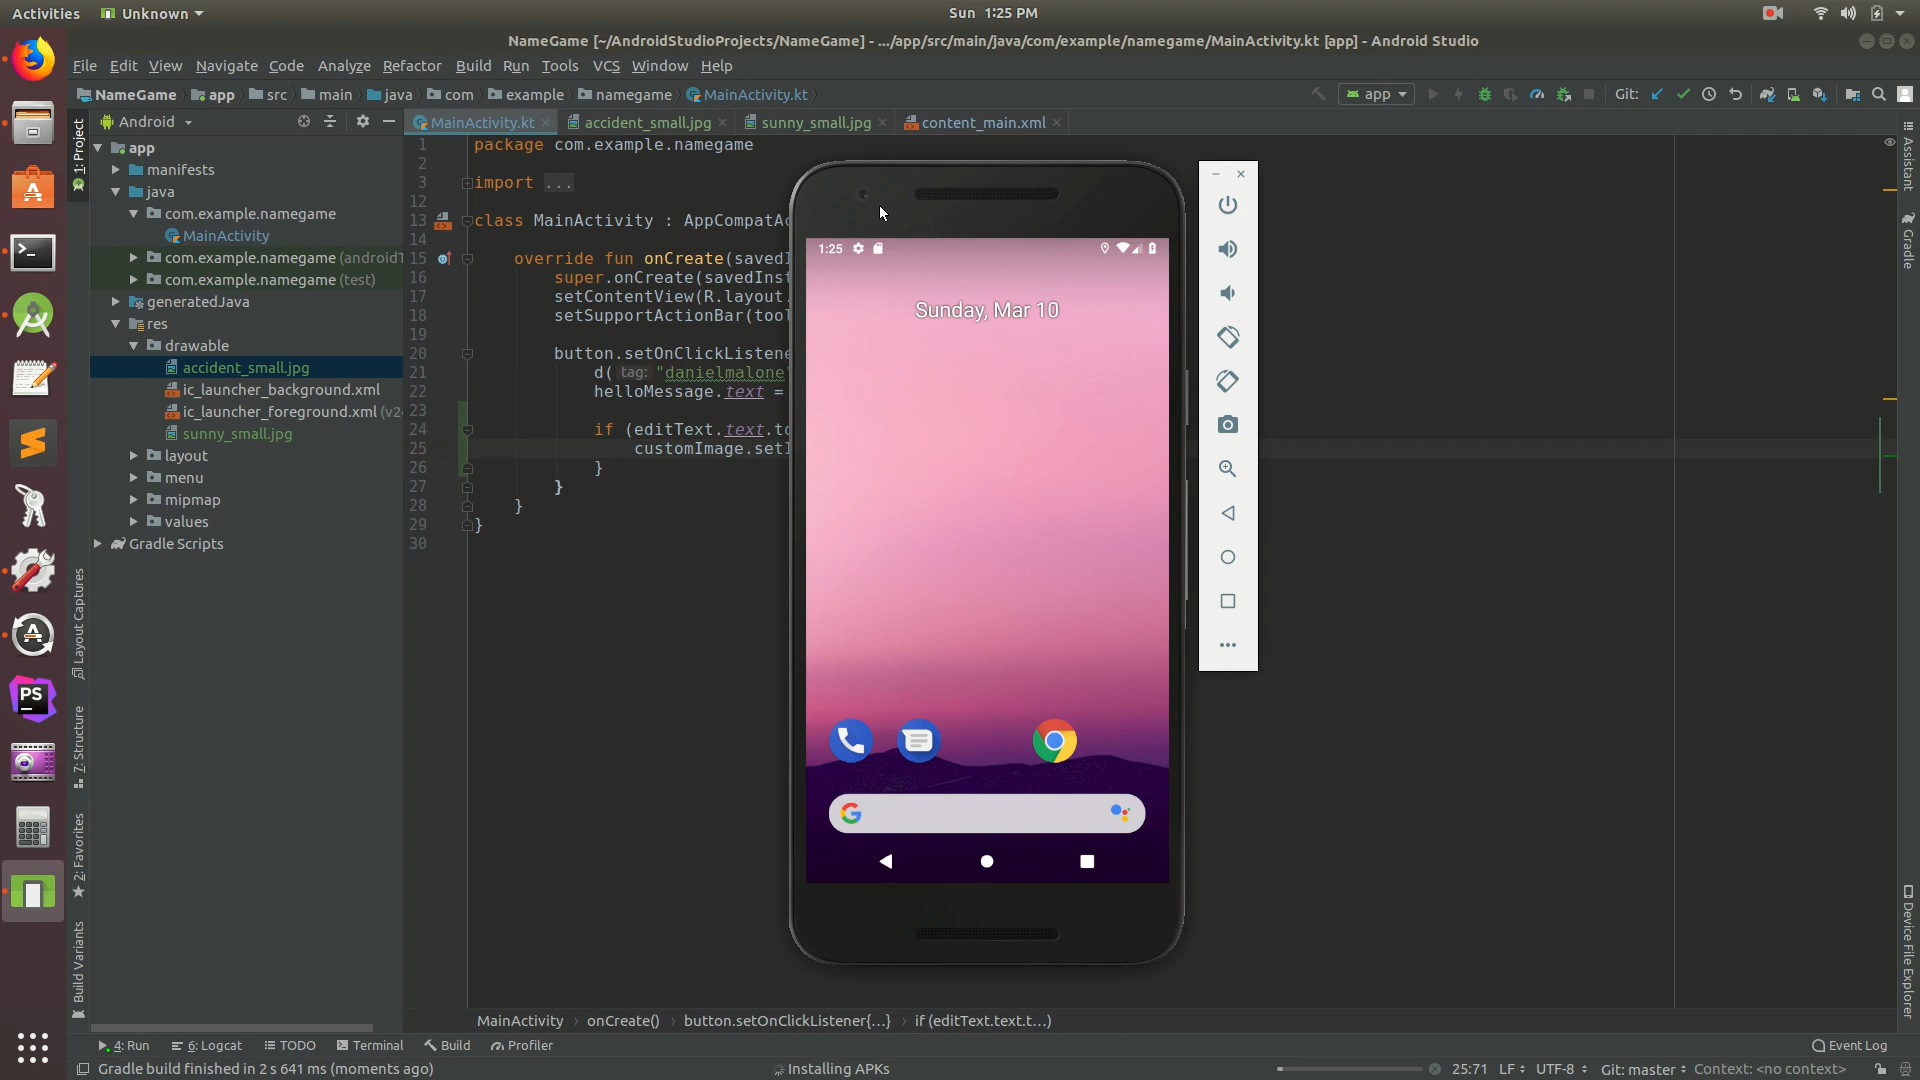 Activities
Unknown
Sun 1:25 PM
NameGame [~/AndroidStudioProjects/NameGame] - .../app/src/main/java/com/example/namegame/MainActivity.kt [app] - Android Studio
File Edit View Navigate Code Analyze Refactor Build Run Tools VCS Window Help
NameGame app src main java com example namegame MainActivity.kt
app
Git:
1: Project
Android
MainActivity.kt accident_small.jpg sunny_small.jpg content_main.xml
app
manifests
java
com.example.namegame
MainActivity
com.example.namegame (androidT
com.example.namegame (test)
generatedJava
res
drawable
accident_small.jpg
ic_launcher_background.xml
ic_launcher_foreground.xml (v24
sunny_small.jpg
layout
menu
mipmap
values
Gradle Scripts
1 package com.example.namegame
2
3 import ...
12
13 class MainActivity : AppCompatAc
14
15 override fun onCreate(savedI
16 super.onCreate(savedInst
17 setContentView(R.layout.
18 setSupportActionBar(tool
19
20 button.setOnClickListene
21 d( tag: "danielmalone"
22 helloMessage.text =
23
24 if (editText.text.to
25 customImage.setI
26 }
27 }
28 }
29 }
30
1:25
Sunday, Mar 10
Assistant
Gradle
Device File Explorer
Layout Captures
7: Structure
2: Favorites
Build Variants
PS
MainActivity › onCreate() › button.setOnClickListener{...} › if (editText.text.t...)
4: Run 6: Logcat TODO Terminal Build Profiler
Event Log
Gradle build finished in 2 s 641 ms (moments ago)
Installing APKs
25:71 LF UTF-8 Git: master Context: <no context>